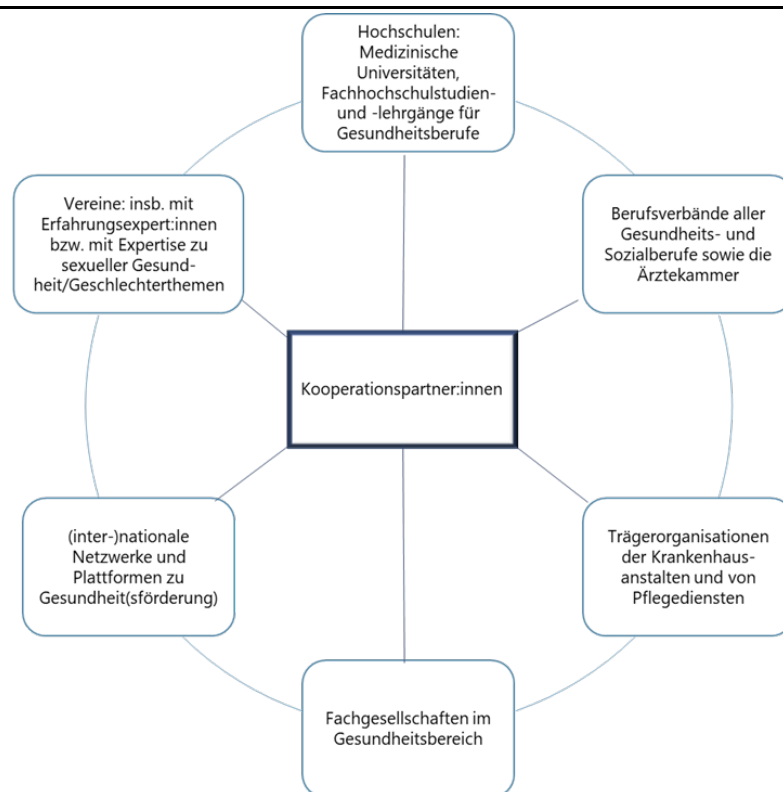 Hochschulen:
Medizinische
Universitäten,
Fachhochschulstudien-
und -lehrgänge für
Gesundheitsberufe
Vereine: insb. mit
Erfahrungsexpert:innen
bzw. mit Expertise zu
sexueller Gesund-
heit/Geschlechterthemen
Berufsverbände aller
Gesundheits- und
Sozialberufe sowie die
Ärztekammer
Kooperationspartner:innen
(inter-)nationale
Netzwerke und
Plattformen zu
Gesundheit(sförderung)
Trägerorganisationen
der Krankenhaus-
anstalten und von
Pflegediensten
Fachgesellschaften im
Gesundheitsbereich